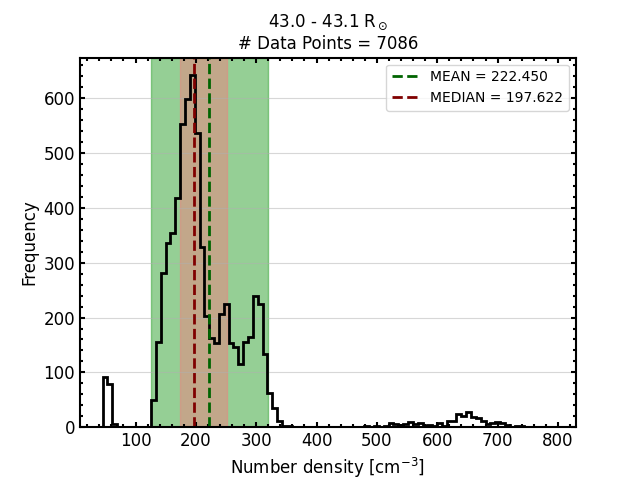 43.0 - 43.1 R⊙
# Data Points = 7086
MEAN = 222.450
MEDIAN = 197.622
600
500
400
300
200
100
0
Frequency
100 200 300 400 500 600 700 800
Number density [cm⁻³]